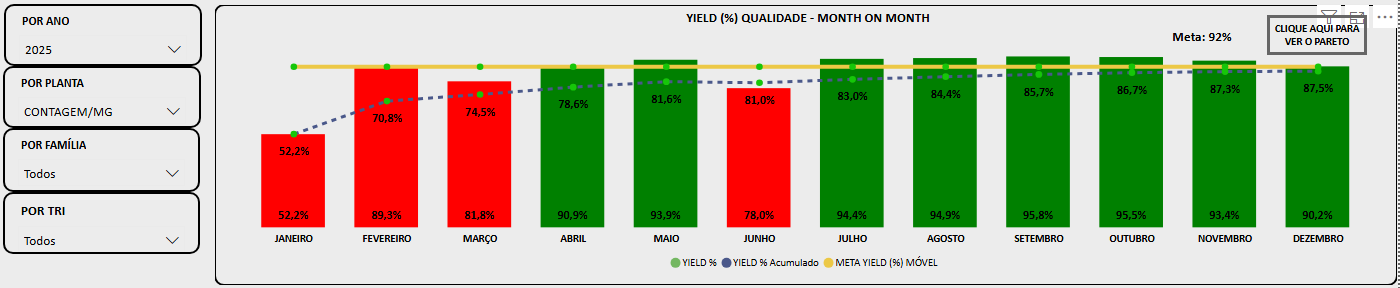 POR ANO
2025
POR PLANTA
CONTAGEM/MG
POR FAMÍLIA
Todos
POR TRI
Todos
YIELD (%) QUALIDADE - MONTH ON MONTH
Meta: 92%
CLIQUE AQUI PARA
VER O PARETO
52,2% 70,8% 74,5% 78,6% 81,6% 81,0% 83,0% 84,4% 85,7% 86,7% 87,3% 87,5%
52,2% 89,3% 81,8% 90,9% 93,9% 78,0% 94,4% 94,9% 95,8% 95,5% 93,4% 90,2%
JANEIRO FEVEREIRO MARÇO ABRIL MAIO JUNHO JULHO AGOSTO SETEMBRO OUTUBRO NOVEMBRO DEZEMBRO
YIELD % YIELD % Acumulado META YIELD (%) MÓVEL